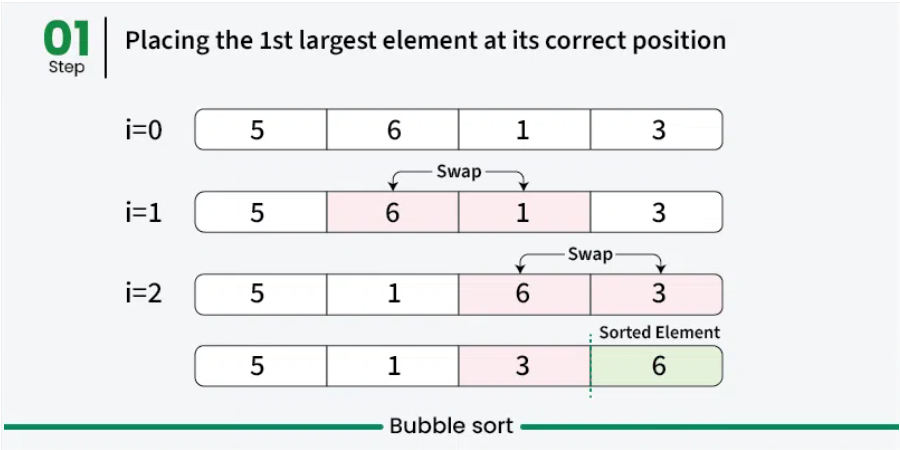 01
Step
Placing the 1st largest element at its correct position
i=0 5 6 1 3
Swap
i=1 5 6 1 3
Swap
i=2 5 1 6 3
Sorted Element
5 1 3 6
Bubble sort